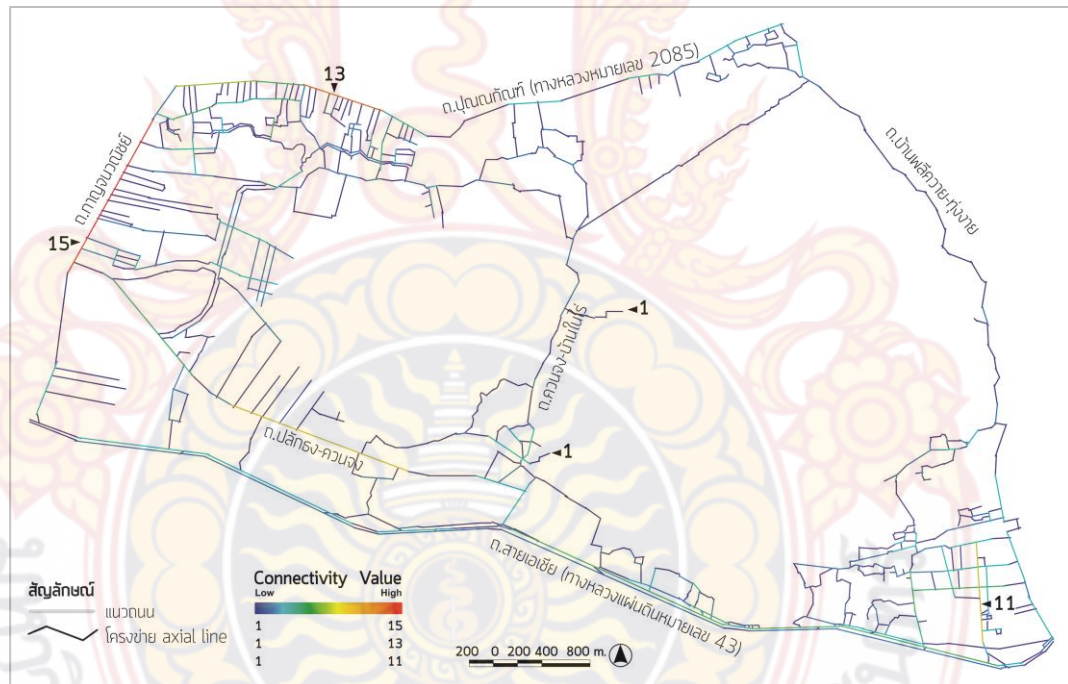 13
ถ.ปุณณกัณฑ์ (ทางหลวงหมายเลข 2085)
ถ.กาญจนวณิชย์
ถ.บ้านพลีควาย-ทุ่งงาย
15
1
ถ.ควนจง-บ้านในไร่
1
ถ.ปลักธง-ควนจง
ถ.สายเอเชีย (ทางหลวงแผ่นดินหมายเลข 43)
11
สัญลักษณ์
แนวถนน
โครงข่าย axial line
Connectivity Value
Low High
1 15
1 13
1 11
200 0 200 400 800 m.